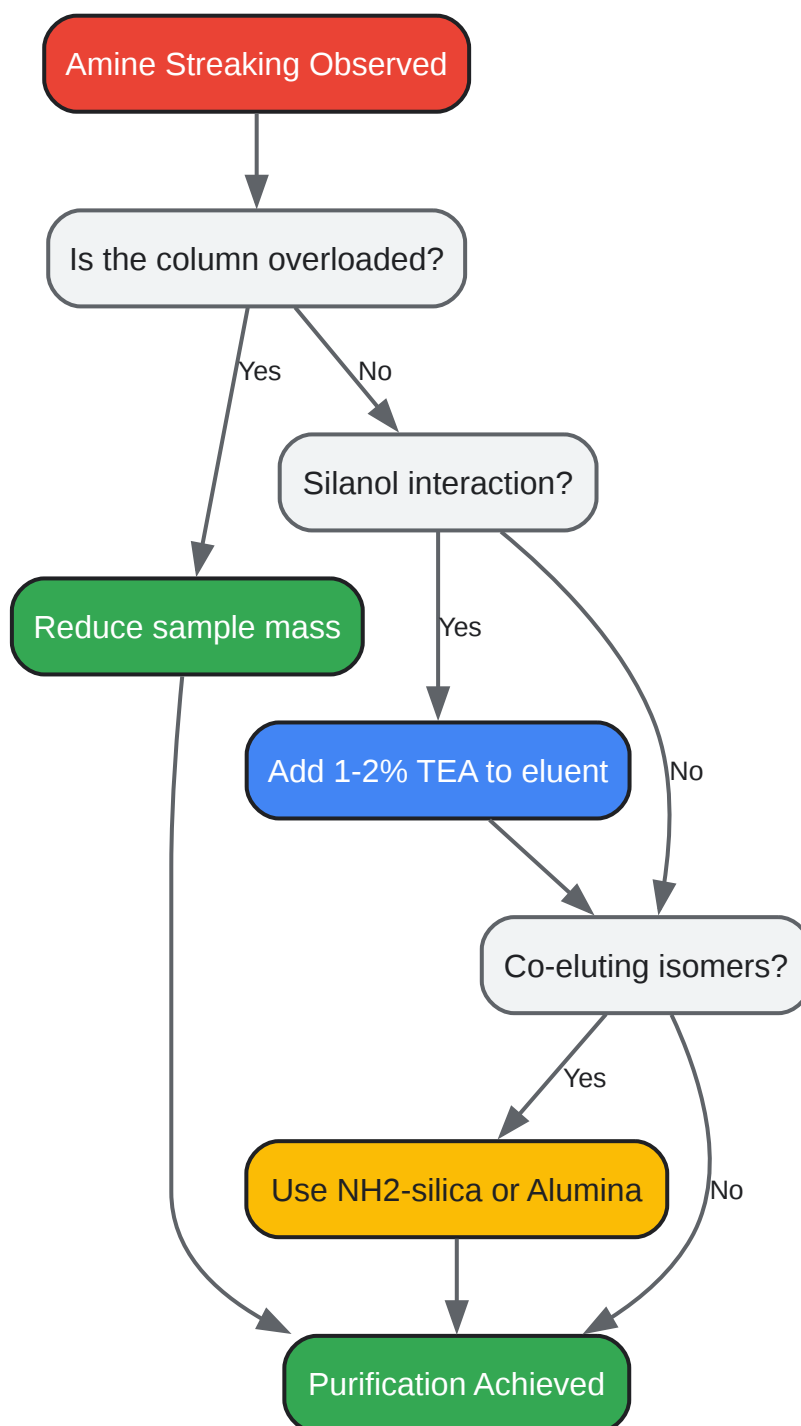 Amine Streaking Observed
Is the column overloaded?
Yes
No
Silanol interaction?
Reduce sample mass
Yes
Add 1-2% TEA to eluent
No
Co-eluting isomers?
Yes
Use NH2-silica or Alumina
No
Purification Achieved